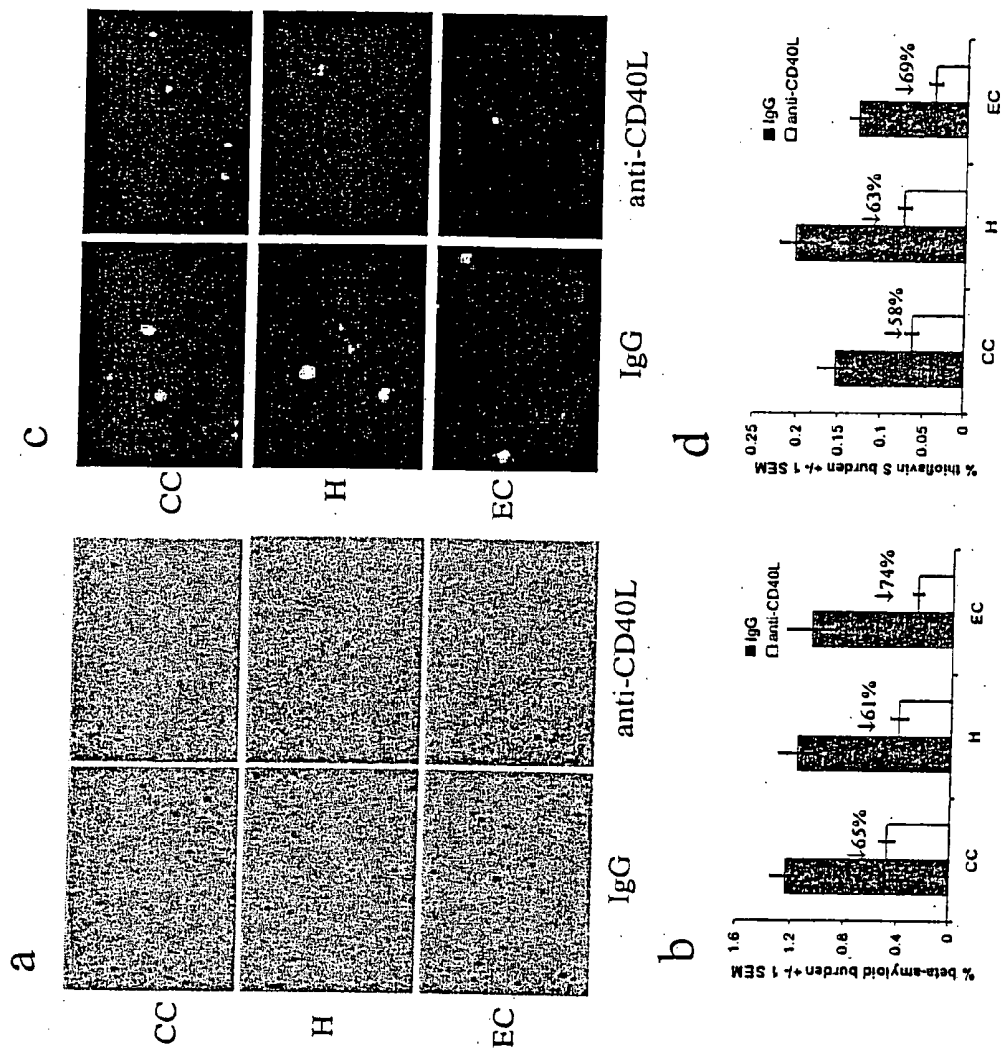 a
CC
H
EC
IgG
anti-CD40L
b
% beta-amyloid burden +/- 1 SEM
1.6
1.2
0.8
0.4
0
IgG
anti-CD40L
↓65%
↓61%
↓74%
CC
H
EC
c
CC
H
EC
IgG
anti-CD40L
d
% thioflavin S burden +/- 1 SEM
0.25
0.2
0.15
0.1
0.05
0
IgG
anti-CD40L
↓58%
↓63%
↓69%
CC
H
EC